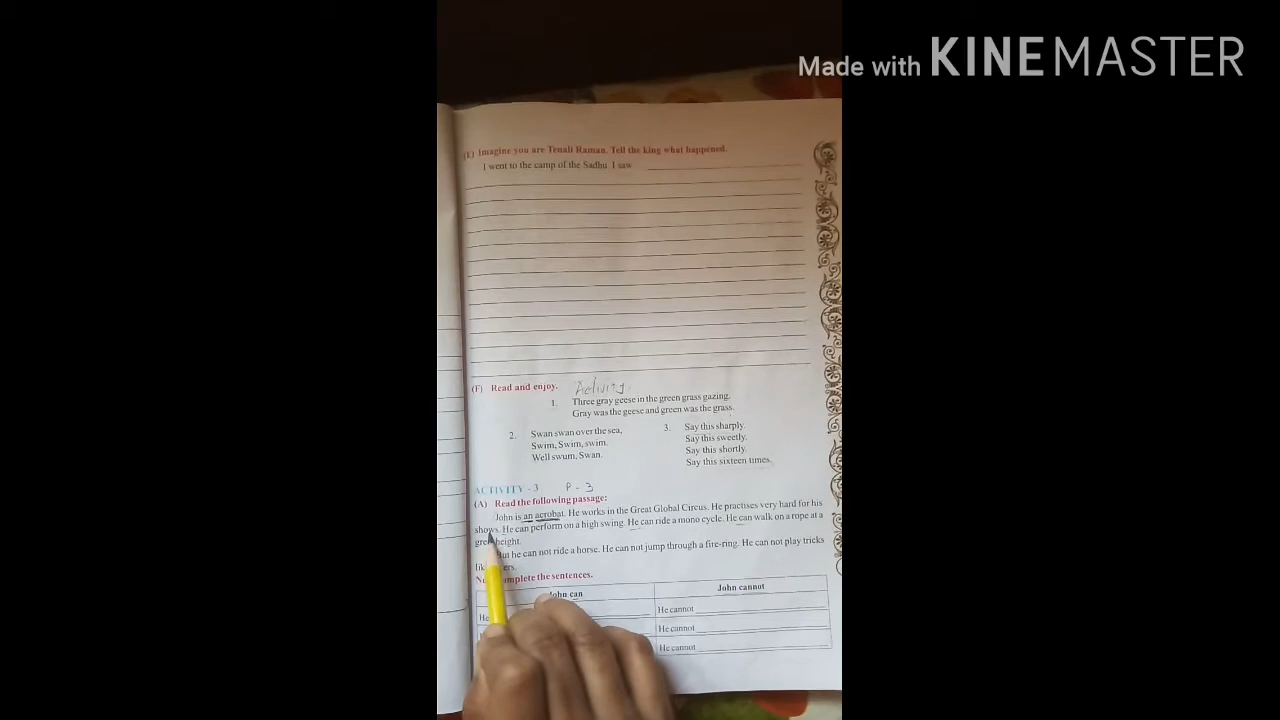 Made with KINEMASTER
(E) Imagine you are Tenali Raman. Tell the king what happened.
I went to the camp of the Sadhu I saw
(F) Read and enjoy. Activity.
1. Three gray geese in the green grass gazing.
Gray was the geese and green was the grass.
2. Swan swan over the sea,
Swim, Swim, swim.
Well swum, Swan.
3. Say this sharply.
Say this sweetly.
Say this shortly.
Say this sixteen times.
ACTIVITY - 3 P - 3
(A) Read the following passage:
John is an acrobat. He works in the Great Global Circus. He practises very hard for his
shows. He can perform on a high swing. He can ride a mono cycle. He can walk on a rope at a
height.
he can not ride a horse. He can not jump through a fire-ring. He can not play tricks
the sentences.
John can John cannot
He He cannot
He cannot
He cannot